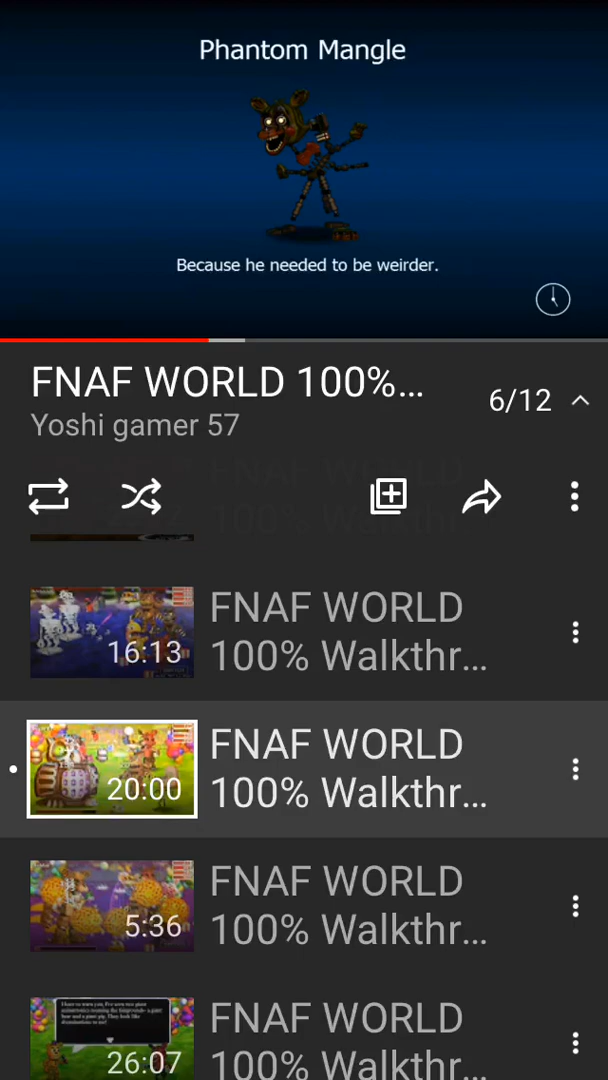 Phantom Mangle
Because he needed to be weirder.
FNAF WORLD 100%...
Yoshi gamer 57
6/12
16:13
FNAF WORLD
100% Walkthr...
20:00
FNAF WORLD
100% Walkthr...
5:36
FNAF WORLD
100% Walkthr...
26:07
FNAF WORLD
100% Walkthr...